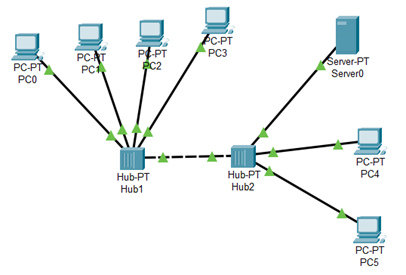 PC-PT
PC0
PC-PT
PC1
PC-PT
PC2
PC-PT
PC3
Server-PT
Server0
Hub-PT
Hub1
Hub-PT
Hub2
PC-PT
PC4
PC-PT
PC5